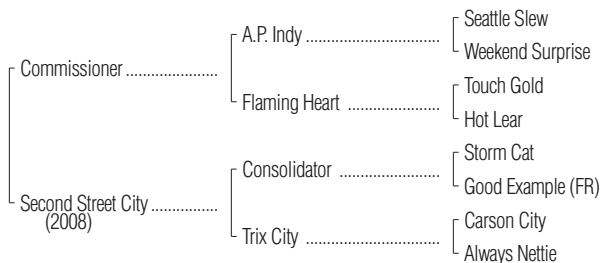 Seattle Slew
A.P. Indy ........................
Weekend Surprise
Commissioner .....................
Touch Gold
Flaming Heart .....................
Hot Lear
Storm Cat
Consolidator .......................
Good Example (FR)
Second Street City ...............
(2008)
Carson City
Trix City ..............................
Always Nettie